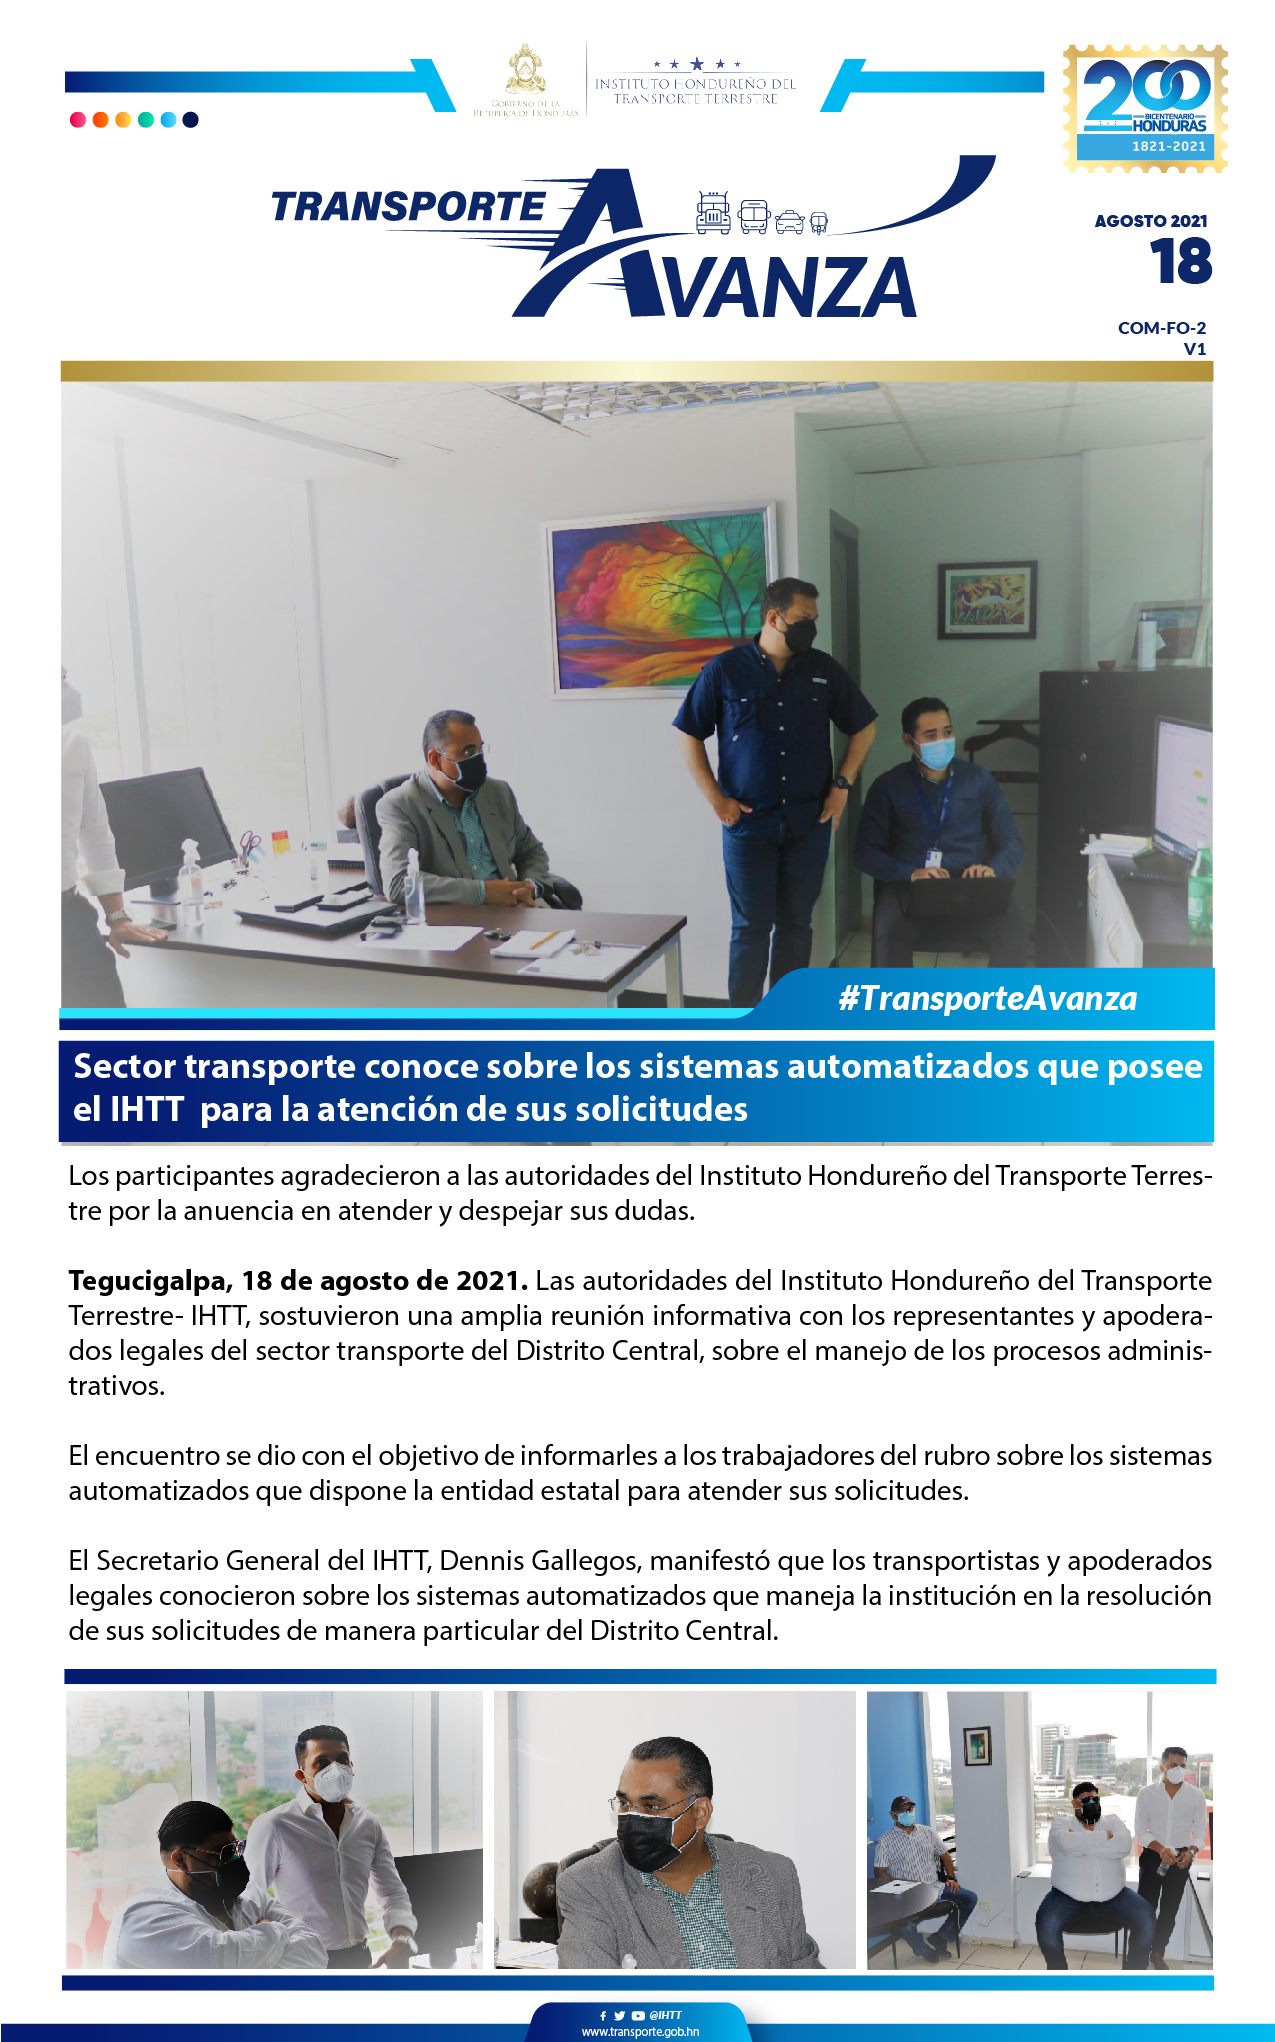 GOBIERNO DE LA
REPÚBLICA DE HONDURAS
INSTITUTO HONDUREÑO DEL
TRANSPORTE TERRESTRE
200
BICENTENARIO
HONDURAS
1821-2021
TRANSPORTE
AVANZA
AGOSTO 2021
18
COM-FO-2
V1
#TransporteAvanza
Sector transporte conoce sobre los sistemas automatizados que posee
el IHTT para la atención de sus solicitudes
Los participantes agradecieron a las autoridades del Instituto Hondureño del Transporte Terres-
tre por la anuencia en atender y despejar sus dudas.
Tegucigalpa, 18 de agosto de 2021. Las autoridades del Instituto Hondureño del Transporte
Terrestre- IHTT, sostuvieron una amplia reunión informativa con los representantes y apodera-
dos legales del sector transporte del Distrito Central, sobre el manejo de los procesos adminis-
trativos.
El encuentro se dio con el objetivo de informarles a los trabajadores del rubro sobre los sistemas
automatizados que dispone la entidad estatal para atender sus solicitudes.
El Secretario General del IHTT, Dennis Gallegos, manifestó que los transportistas y apoderados
legales conocieron sobre los sistemas automatizados que maneja la institución en la resolución
de sus solicitudes de manera particular del Distrito Central.
@IHTT
www.transporte.gob.hn